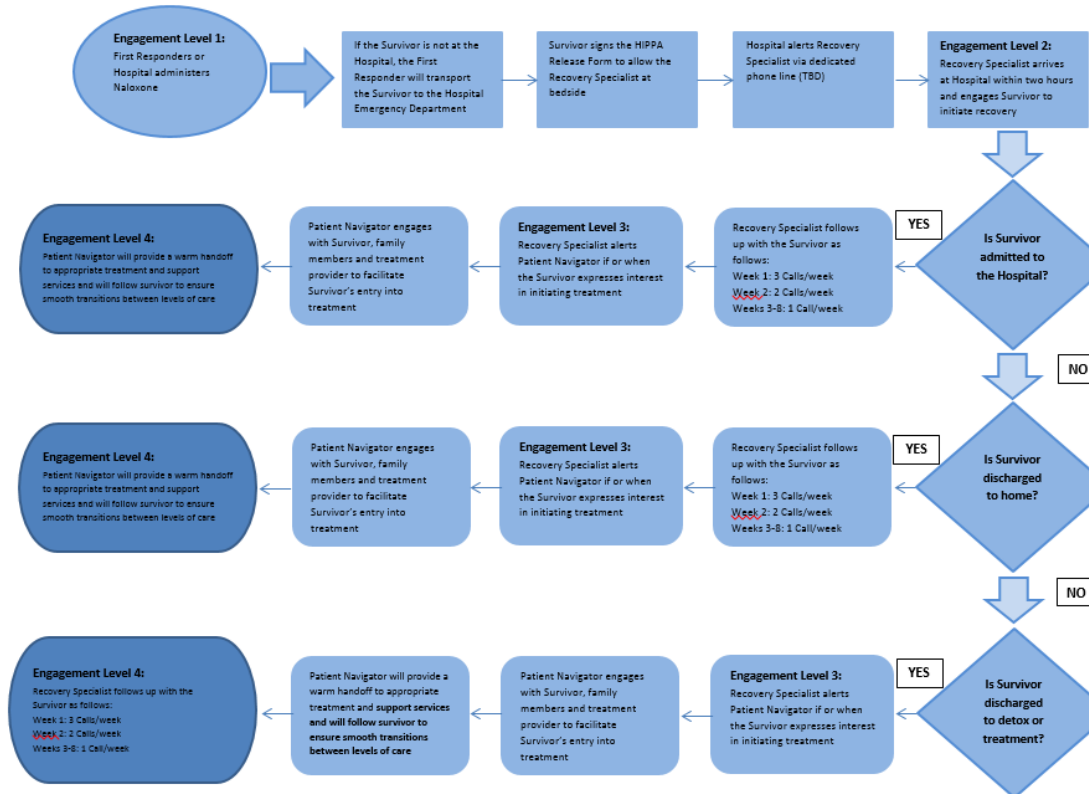 Engagement Level 1:
First Responders or
Hospital administers
Naloxone
If the Survivor is not at the
Hospital, the First
Responder will transport
the Survivor to the Hospital
Emergency Department
Survivor signs the HIPPA
Release Form to allow the
Recovery Specialist at
bedside
Hospital alerts Recovery
Specialist via dedicated
phone line (TBD)
Engagement Level 2:
Recovery Specialist arrives
at Hospital within two hours
and engages Survivor to
initiate recovery
Is Survivor
admitted to
the Hospital?
YES
Recovery Specialist follows
up with the Survivor as
follows:
Week 1: 3 Calls/week
Week 2: 2 Calls/week
Weeks 3-8: 1 Call/week
Engagement Level 3:
Recovery Specialist alerts
Patient Navigator if or when
the Survivor expresses interest
in initiating treatment
Patient Navigator engages
with Survivor, family
members and treatment
provider to facilitate
Survivor's entry into
treatment
Engagement Level 4:
Patient Navigator will provide a warm handoff
to appropriate treatment and support
services and will follow survivor to ensure
smooth transitions between levels of care
NO
Is Survivor
discharged
to home?
YES
Recovery Specialist follows
up with the Survivor as
follows:
Week 1: 3 Calls/week
Week 2: 2 Calls/week
Weeks 3-8: 1 Call/week
Engagement Level 3:
Recovery Specialist alerts
Patient Navigator if or when
the Survivor expresses interest
in initiating treatment
Patient Navigator engages
with Survivor, family
members and treatment
provider to facilitate
Survivor's entry into
treatment
Engagement Level 4:
Patient Navigator will provide a warm handoff
to appropriate treatment and support
services and will follow survivor to ensure
smooth transitions between levels of care
NO
Is Survivor
discharged
to detox or
treatment?
YES
Engagement Level 3:
Recovery Specialist alerts
Patient Navigator if or when
the Survivor expresses interest
in initiating treatment
Patient Navigator engages
with Survivor, family
members and treatment
provider to facilitate
Survivor's entry into
treatment
Patient Navigator will provide a
warm handoff to appropriate
treatment and support services
and will follow survivor to
ensure smooth transitions
between levels of care
Engagement Level 4:
Recovery Specialist follows up with the
Survivor as follows:
Week 1: 3 Calls/week
Week 2: 2 Calls/week
Weeks 3-8: 1 Call/week